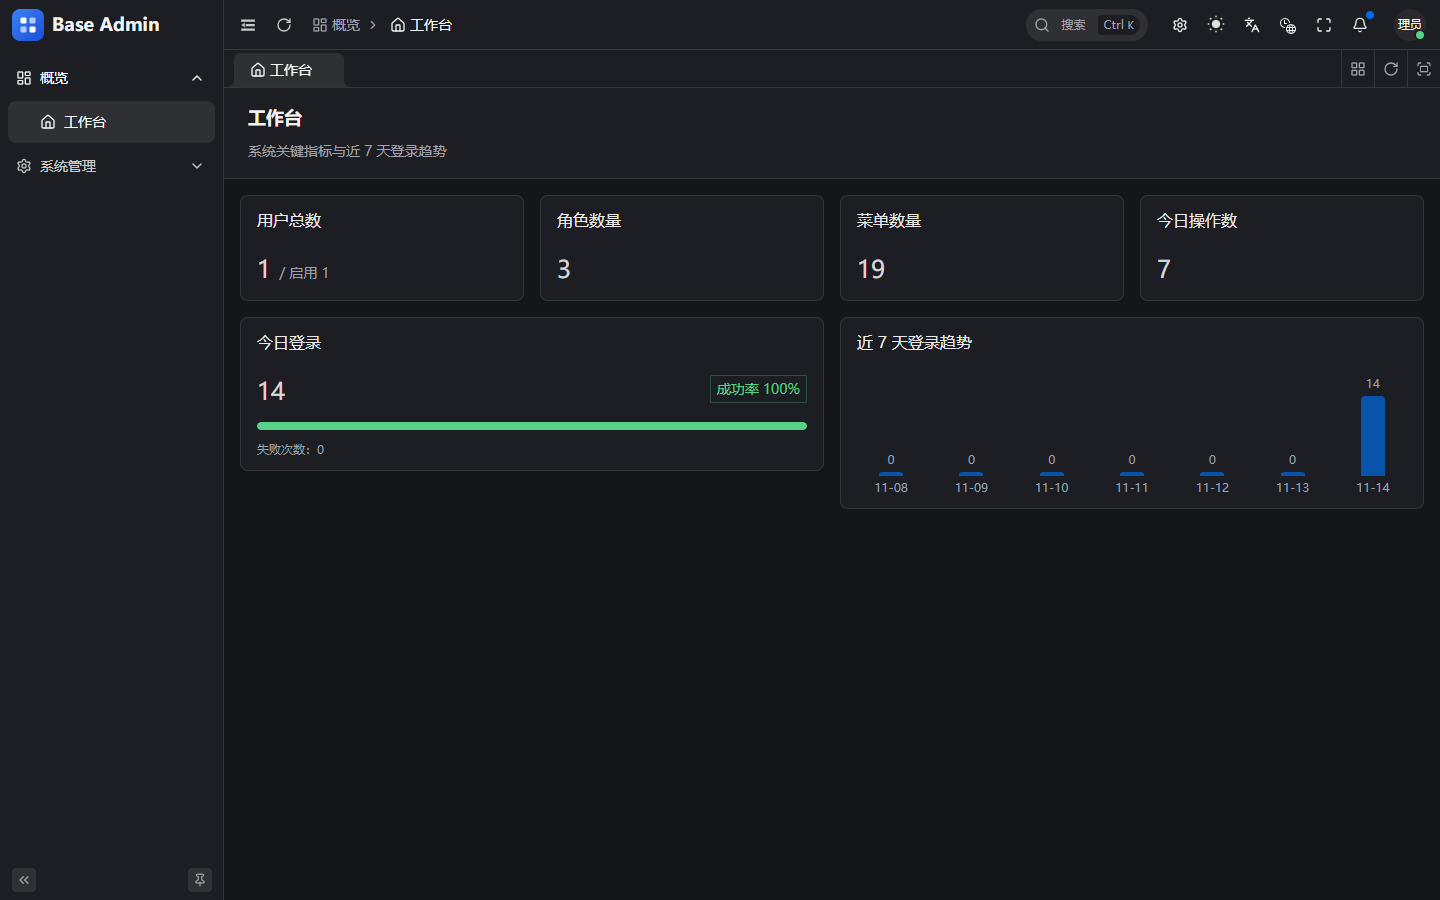 Base Admin
概览
工作台
系统管理
概览
工作台
搜索
Ctrl K
理员
工作台
工作台
系统关键指标与近 7 天登录趋势
用户总数
1 / 启用 1
角色数量
3
菜单数量
19
今日操作数
7
今日登录
14
成功率 100%
失败次数：0
近 7 天登录趋势
0
0
0
0
0
0
14
11-08
11-09
11-10
11-11
11-12
11-13
11-14